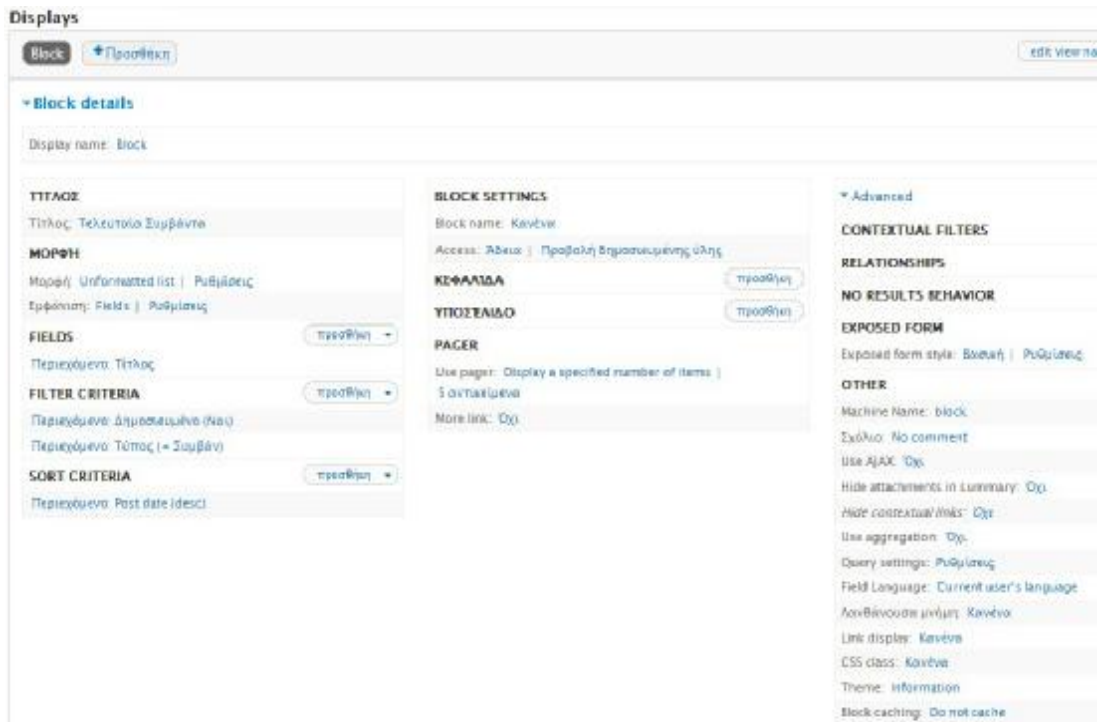 Displays
Block
+Προσθήκη
edit view na
Block details
Display name: Block
ΤΊΤΛΟΣ
Τίτλος: Τελευταία Συμβάντα
ΜΟΡΦΉ
Μορφή: Unformatted list | Ρυθμίσεις
Εμφάνιση: Fields | Ρυθμίσεις
FIELDS
προσθήκη
Περιεχόμενο: Τίτλος
FILTER CRITERIA
προσθήκη
Περιεχόμενο: Δημοσιευμένο (Ναι)
Περιεχόμενο: Τύπος (= Συμβάν)
SORT CRITERIA
προσθήκη
Περιεχόμενο: Post date (desc)
BLOCK SETTINGS
Block name: Κανένα
Access: Άδεια | Προβολή δημοσιευμένης ύλης
ΚΕΦΑΛΊΔΑ
προσθήκη
ΥΠΟΣΈΛΙΔΟ
προσθήκη
PAGER
Use pager: Display a specified number of items |
5 αντικείμενα
More link: Όχι
Advanced
CONTEXTUAL FILTERS
RELATIONSHIPS
NO RESULTS BEHAVIOR
EXPOSED FORM
Exposed form style: Βασική | Ρυθμίσεις
OTHER
Machine Name: block
Σχόλιο: No comment
Use AJAX: Όχι
Hide attachments in summary: Όχι
Hide contextual links: Όχι
Use aggregation: Όχι
Query settings: Ρυθμίσεις
Field Language: Current user's language
Λανθάνουσα μνήμη: Κανένα
Link display: Κανένα
CSS class: Κανένα
Theme: Information
Block caching: Do not cache